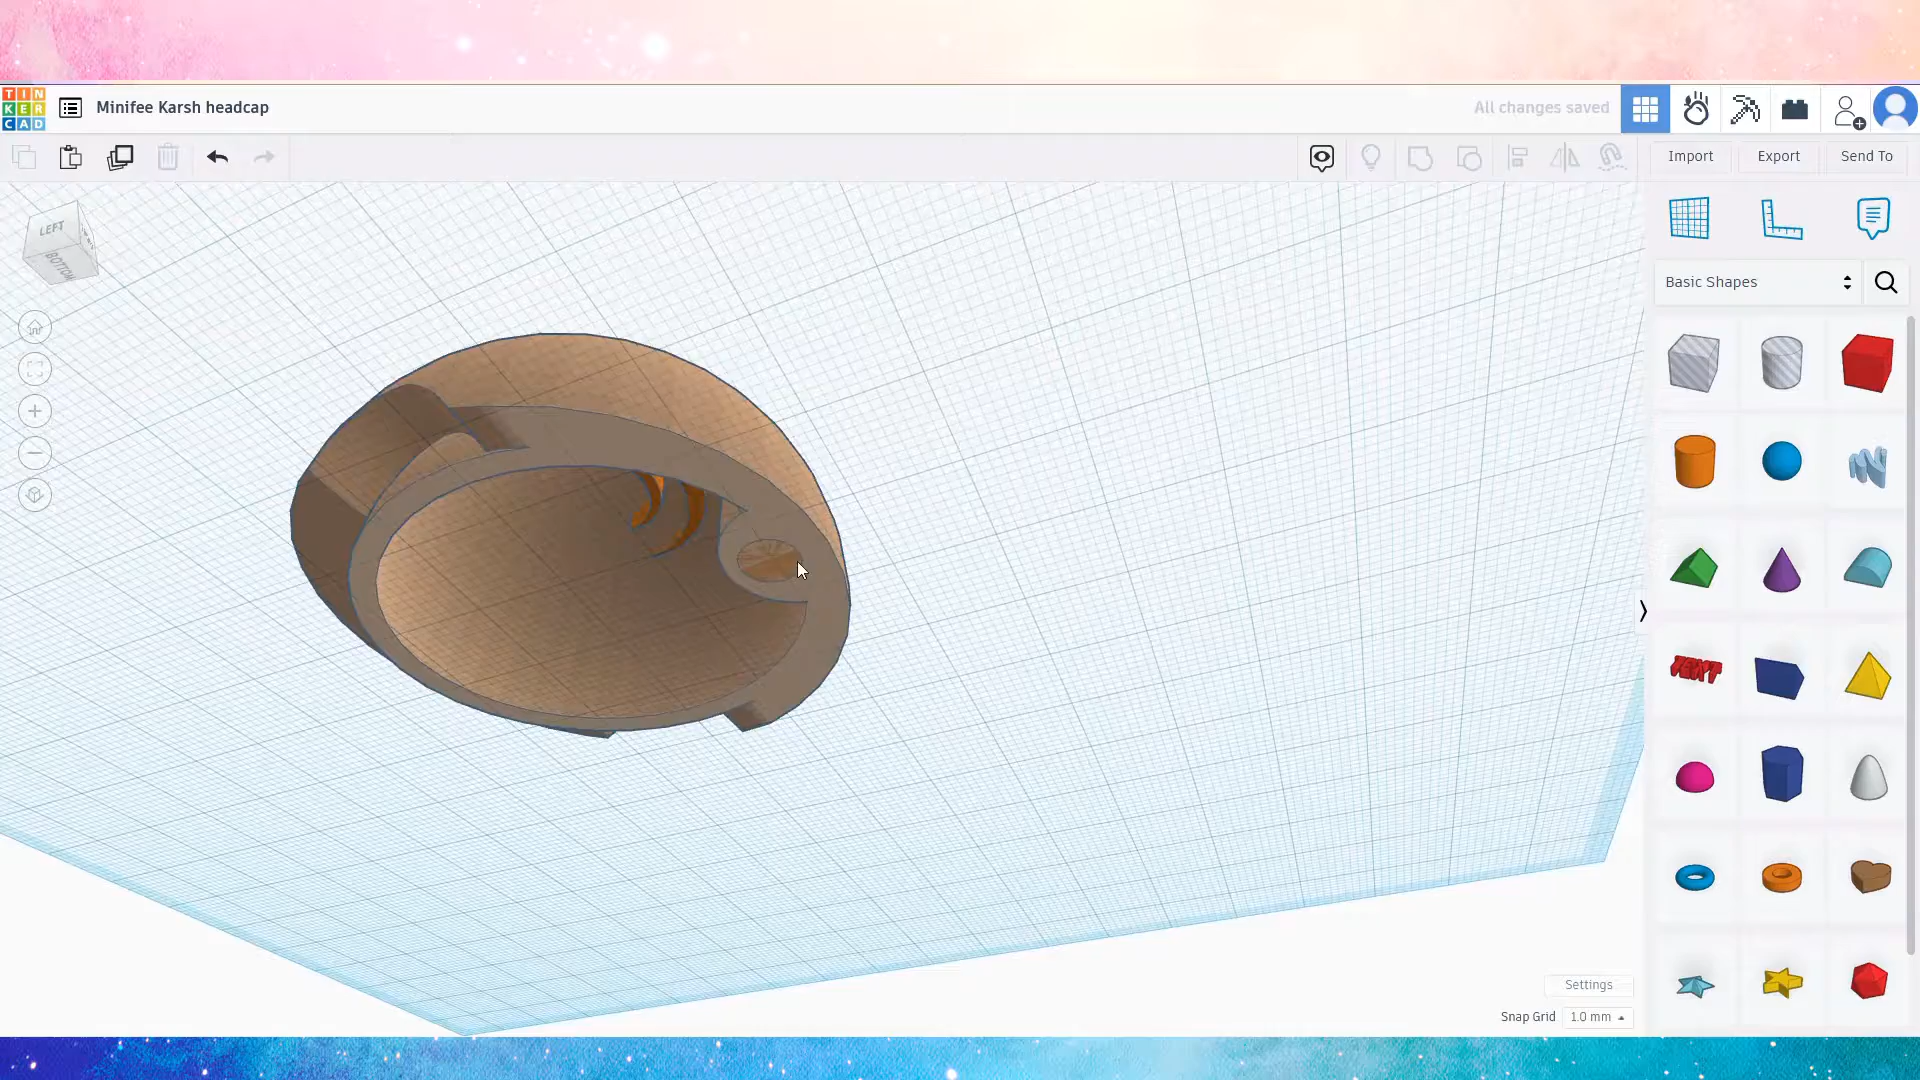 TIN
KER
CAD
Minifee Karsh headcap
All changes saved
Import
Export
Send To
LEFT
BOTTOM
Basic Shapes
TEXT
Settings
Snap Grid
1.0 mm